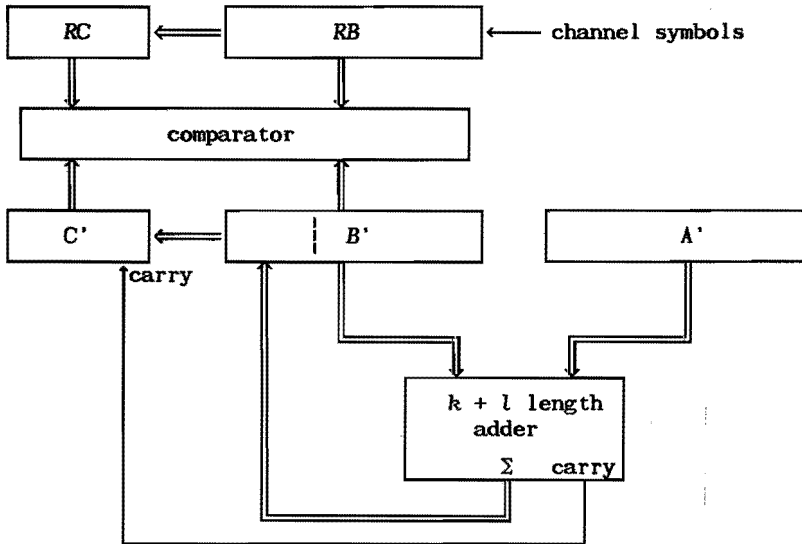 RC
RB
channel symbols
comparator
C'
B'
A'
carry
k + l length
adder
Σ carry